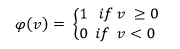 φ(v) = {1 if v ≥ 0
0 if v < 0